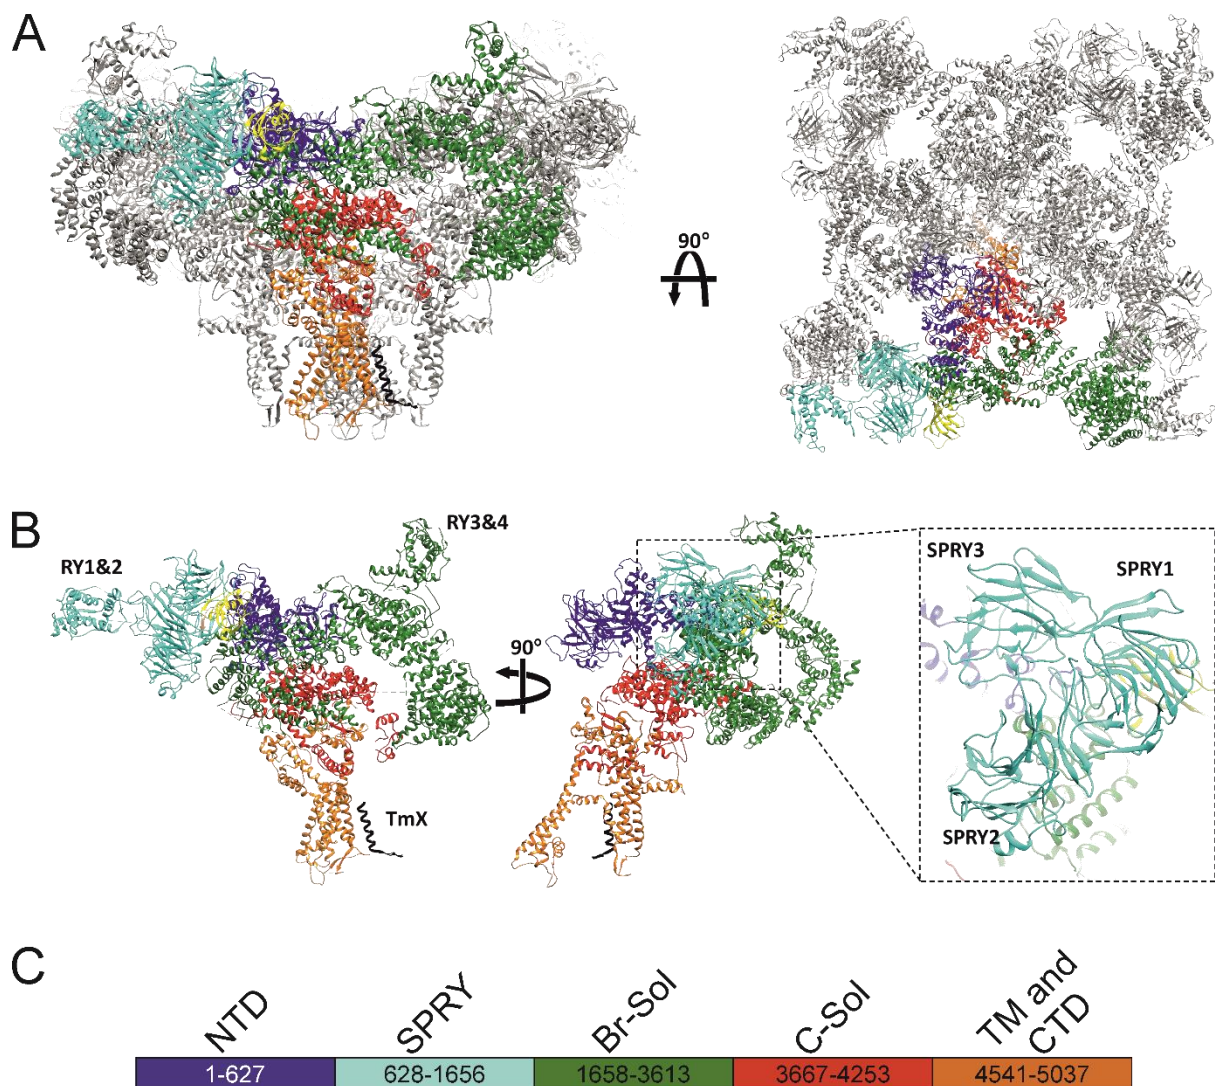 A
90°
B
RY1&2
RY3&4
90°
TmX
SPRY3
SPRY1
SPRY2
C
NTD
SPRY
Br-Sol
C-Sol
TM and
CTD
1-627
628-1656
1658-3613
3667-4253
4541-5037